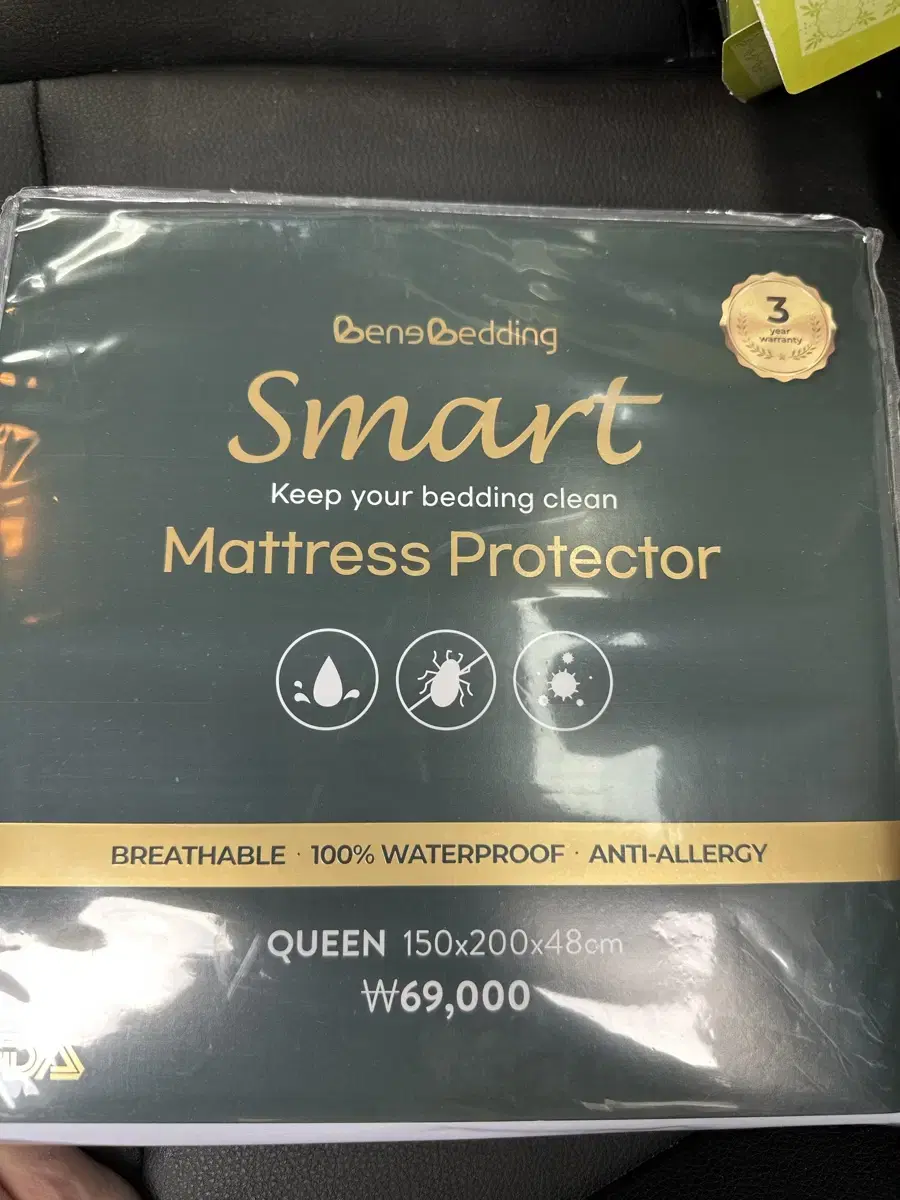 BeneBedding
3
year
warranty
Smart
Keep your bedding clean
Mattress Protector
BREATHABLE · 100% WATERPROOF · ANTI-ALLERGY
QUEEN 150x200x48cm
₩69,000